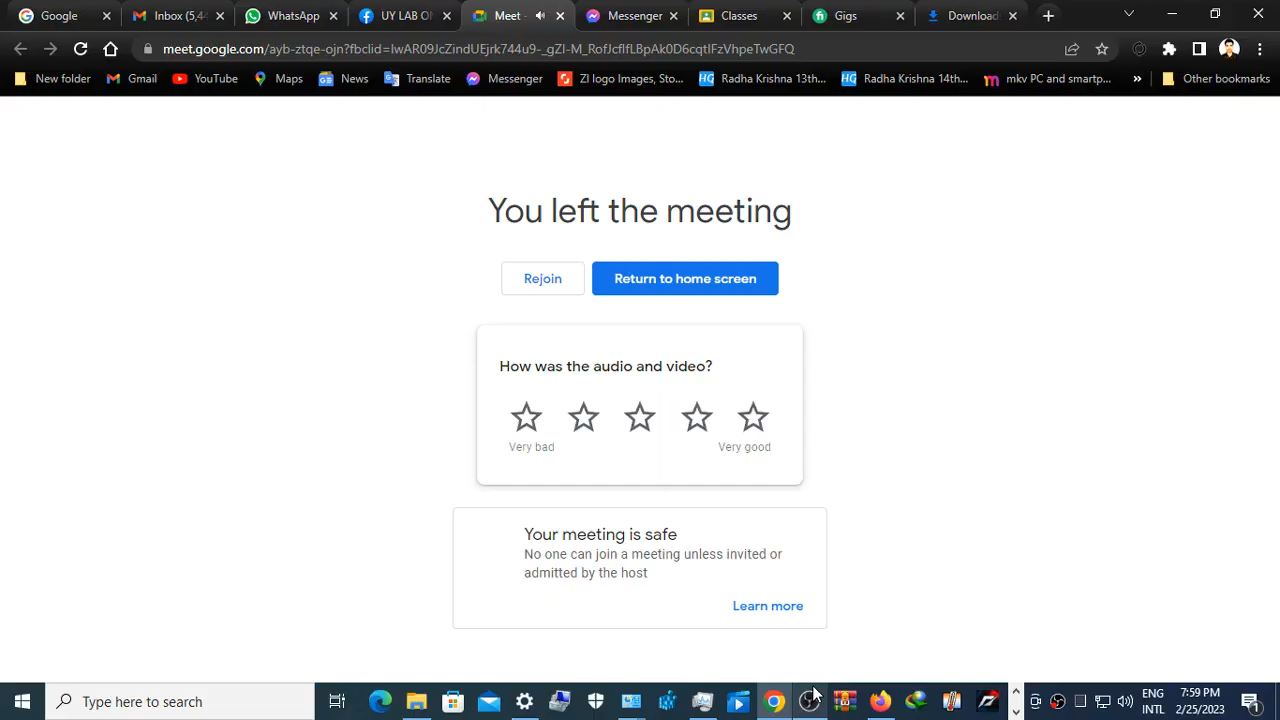 Google
Inbox (5,4
WhatsApp
UY LAB O
Meet -
Messenger
Classes
Gigs
Download
meet.google.com/ayb-ztqe-ojn?fbclid=IwAR09JcZindUEjrk744u9-_gZI-M_RofJcflfLBpAk0D6cqtIFzVhpeTwGFQ
New folder
Gmail
YouTube
Maps
News
Translate
Messenger
ZI logo Images, Sto...
HG Radha Krishna 13th...
HG Radha Krishna 14th...
mkv PC and smartp...
»
Other bookmarks
You left the meeting
Rejoin
Return to home screen
How was the audio and video?
Very bad
Very good
Your meeting is safe
No one can join a meeting unless invited or
admitted by the host
Learn more
Type here to search
ENG
INTL
7:59 PM
2/25/2023
1